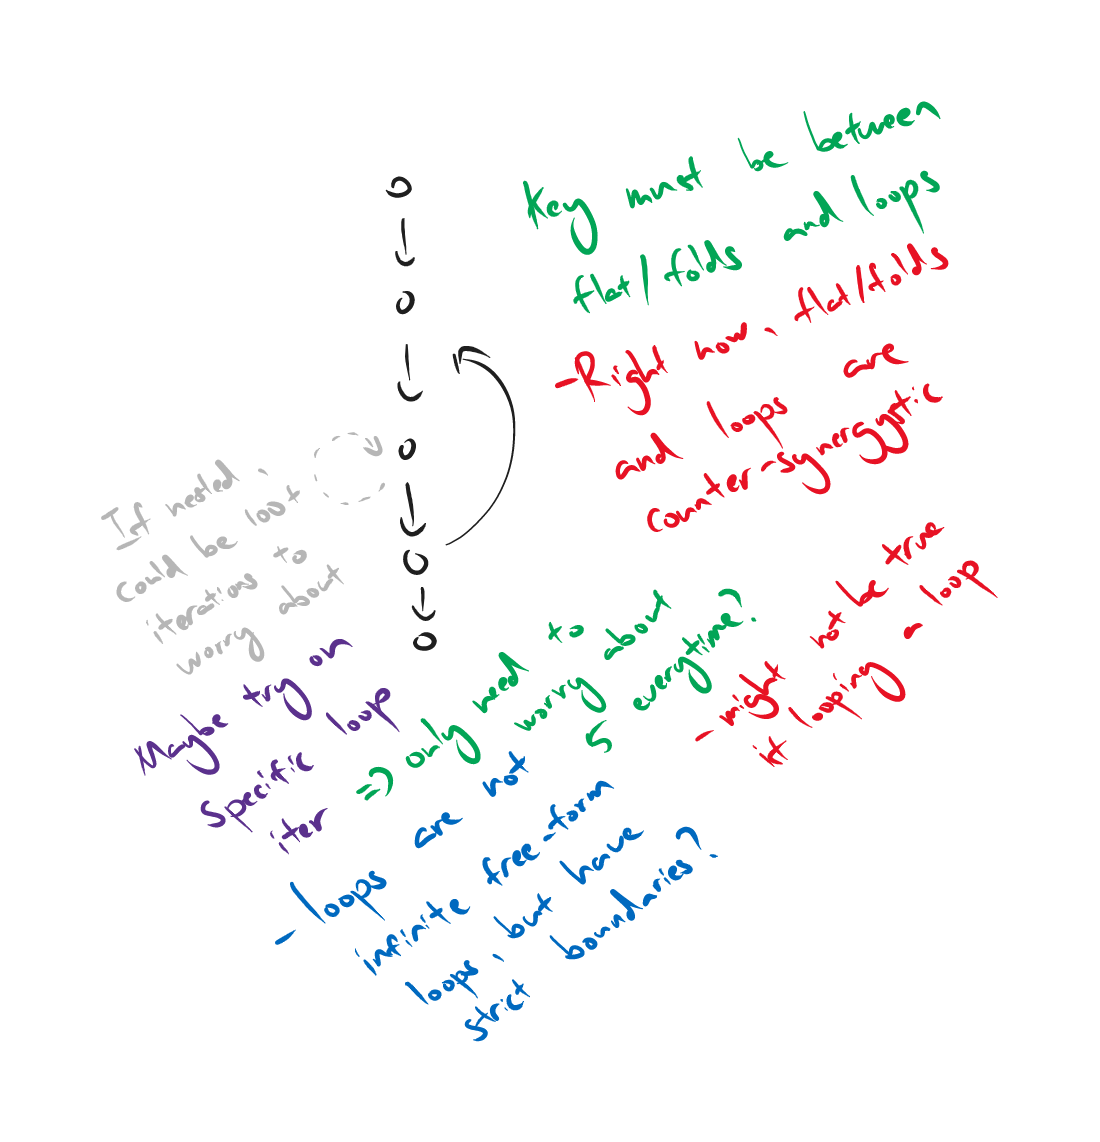 Key must be between
flat/folds and loops
- Right now, flat/folds
and loops are
counter-synergystic
If nested,
could be 100+
iterations to
worry about
Maybe try on
specific loop
iter
=> only need to
worry about
5 everytime?
- might not be true
it looping a loop
- loops are not
infinite free-form
loops, but have
strict boundaries?